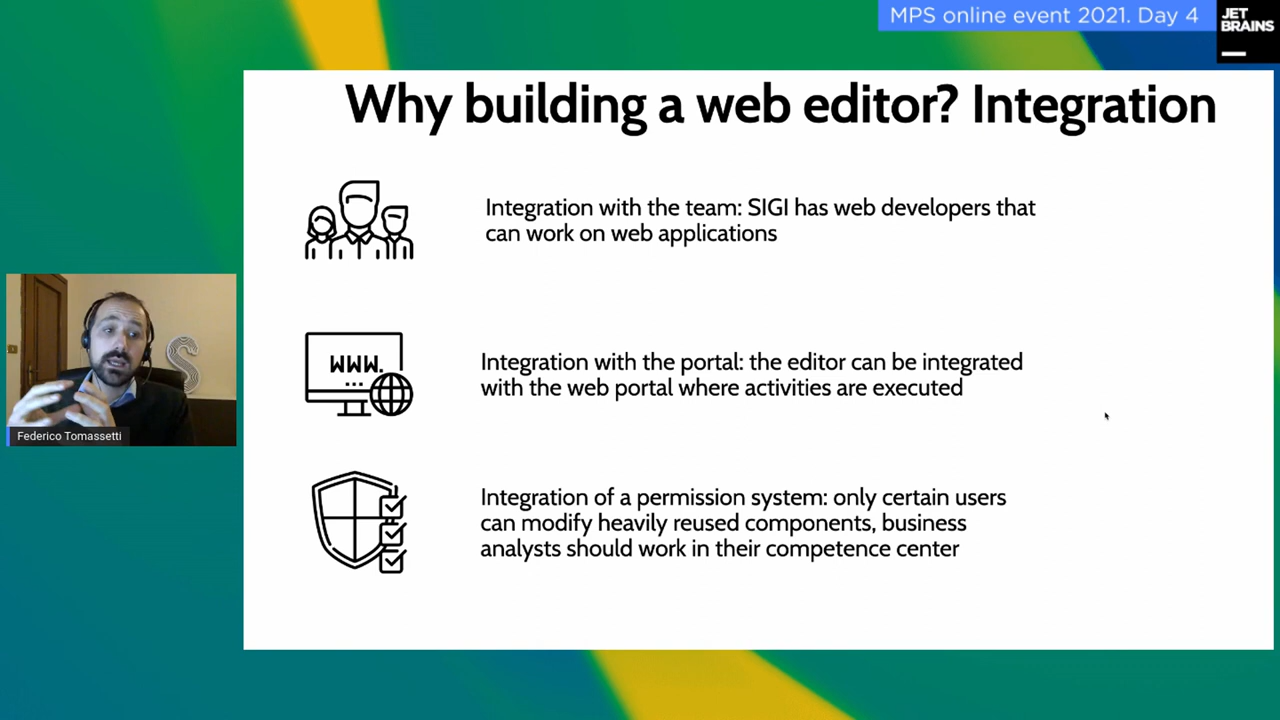 MPS online event 2021. Day 4
JET
BRAINS
Why building a web editor? Integration
Integration with the team: SIGI has web developers that
can work on web applications
WWW.
Integration with the portal: the editor can be integrated
with the web portal where activities are executed
Integration of a permission system: only certain users
can modify heavily reused components, business
analysts should work in their competence center
Federico Tomassetti